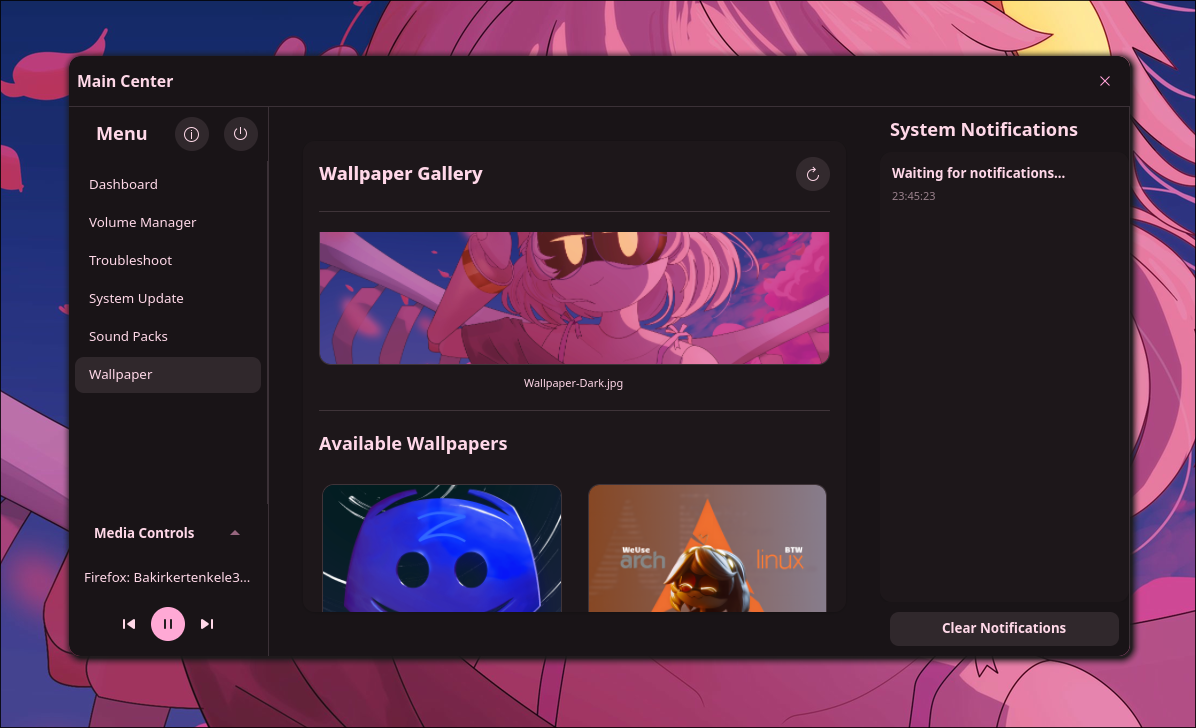 Main Center
Menu
Dashboard
Volume Manager
Troubleshoot
System Update
Sound Packs
Wallpaper
Media Controls
Firefox: Bakirkertenkele3...
Wallpaper Gallery
Wallpaper-Dark.jpg
Available Wallpapers
WeUse
arch
BTW
linux
System Notifications
Waiting for notifications...
23:45:23
Clear Notifications